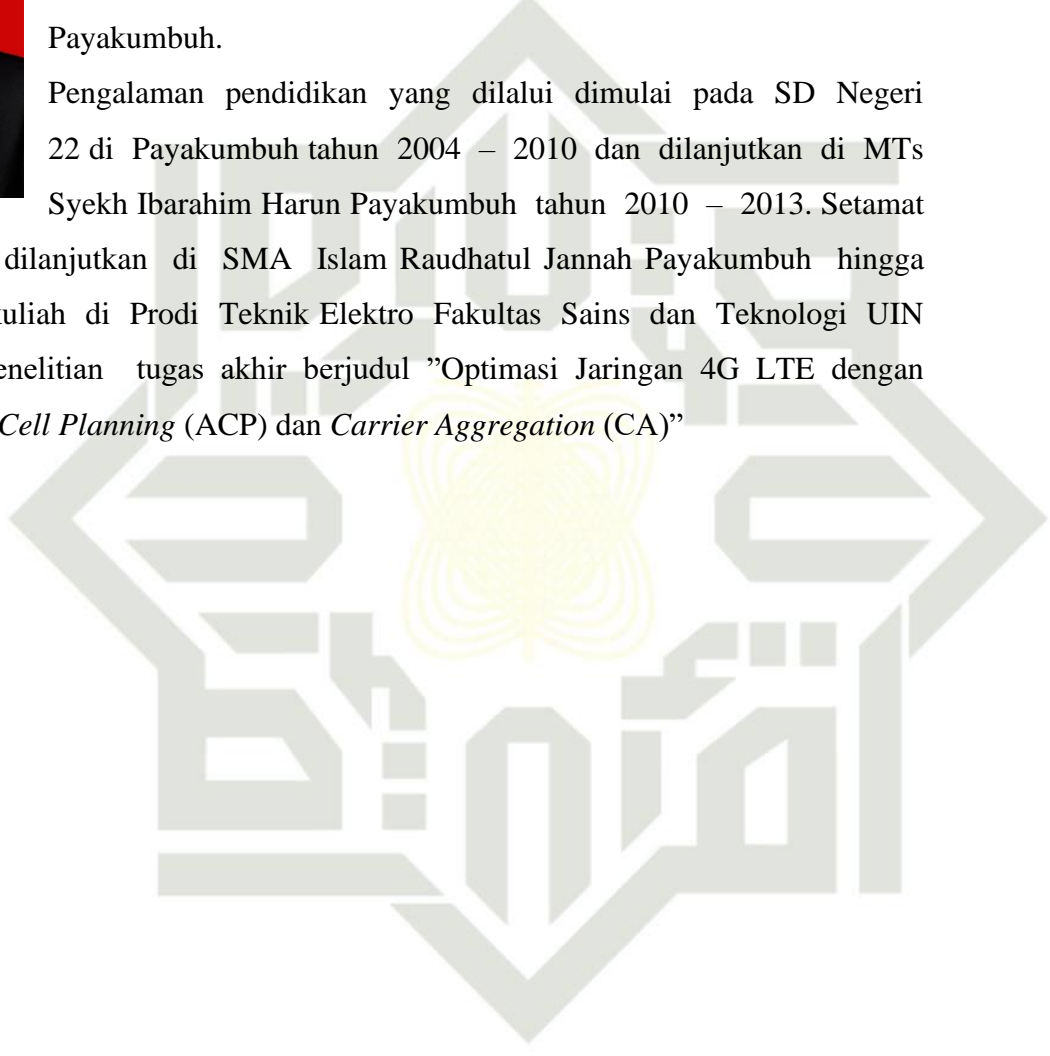 Payakumbuh.
Pengalaman pendidikan yang dilalui dimulai pada SD Negeri
22 di Payakumbuh tahun 2004 – 2010 dan dilanjutkan di MTs
Syekh Ibarahim Harun Payakumbuh tahun 2010 – 2013. Setamat
dilanjutkan di SMA Islam Raudhatul Jannah Payakumbuh hingga
uliah di Prodi Teknik Elektro Fakultas Sains dan Teknologi UIN
enelitian tugas akhir berjudul ”Optimasi Jaringan 4G LTE dengan
Cell Planning (ACP) dan Carrier Aggregation (CA)”